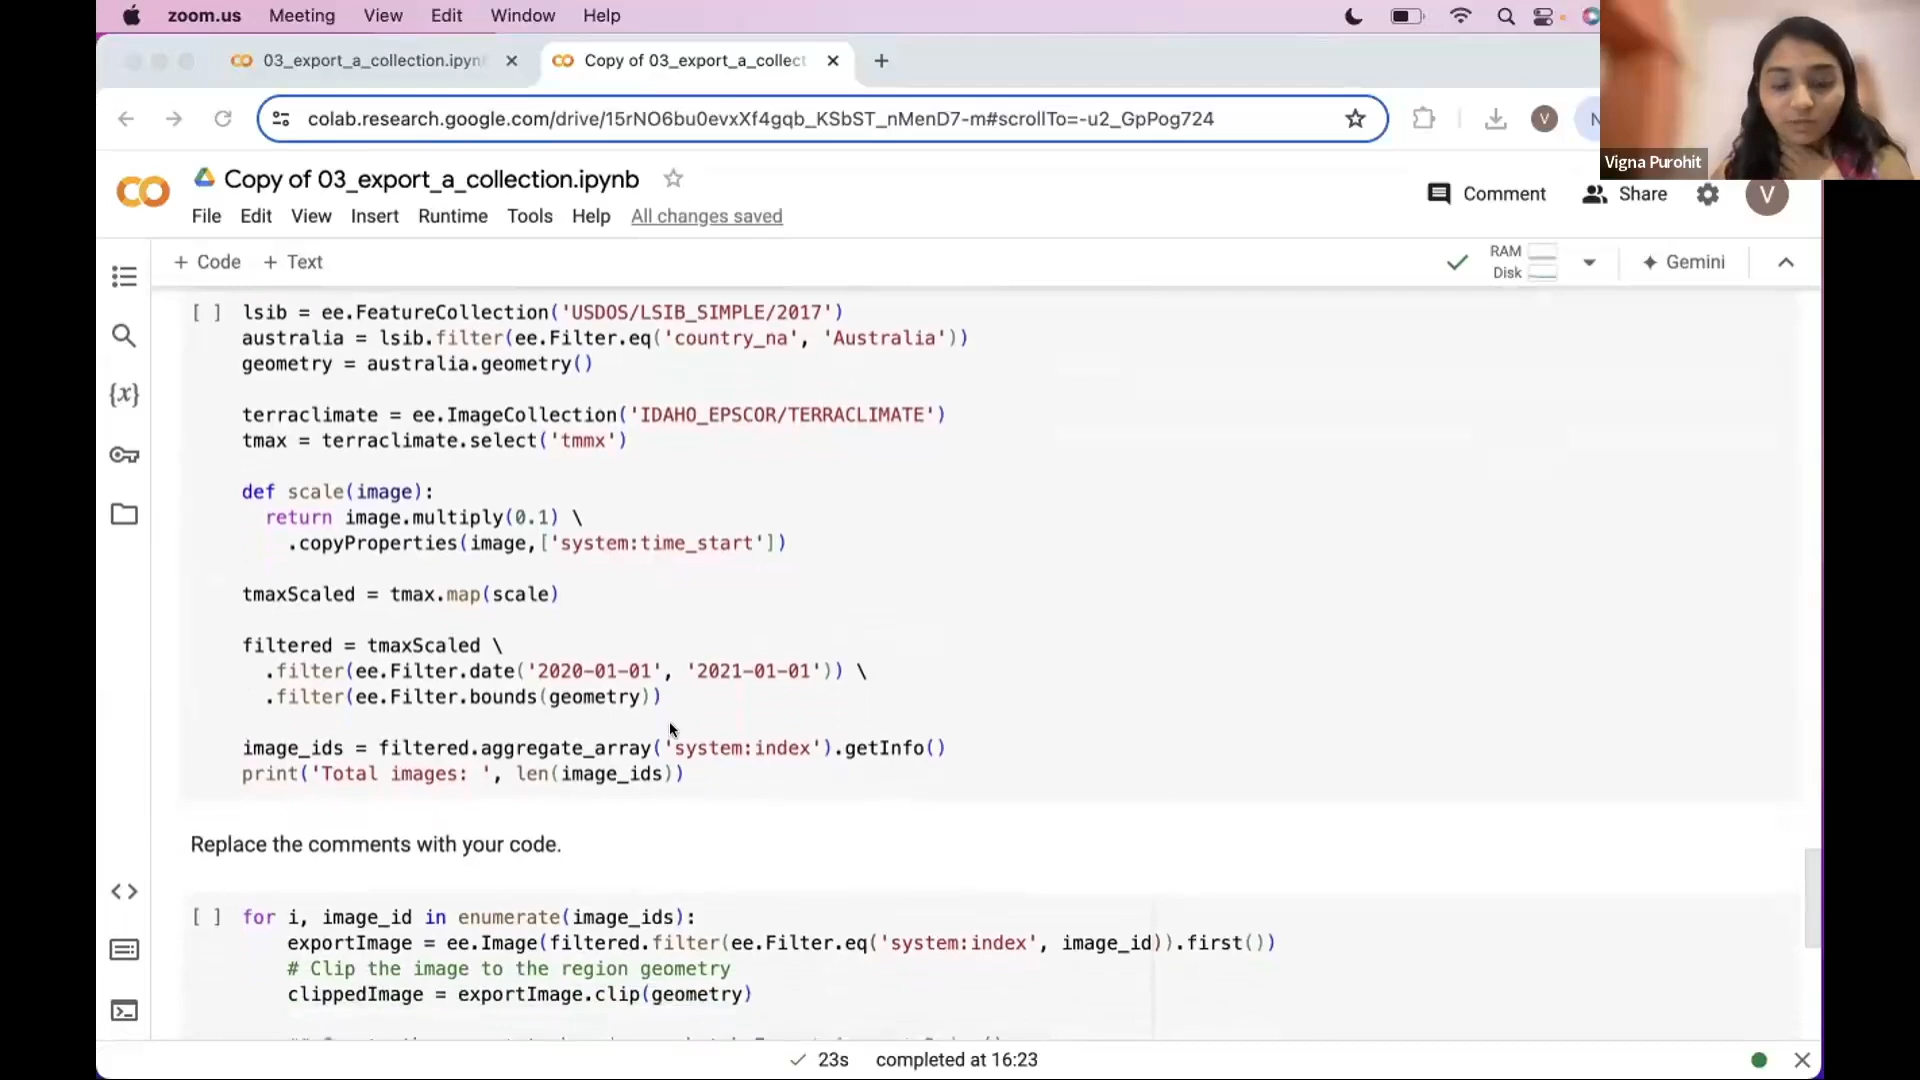 zoom.us Meeting View Edit Window Help
03_export_a_collection.ipyn
Copy of 03_export_a_collect
colab.research.google.com/drive/15rNO6bu0evxXf4gqb_KSbST_nMenD7-m#scrollTo=-u2_GpPog724
V
N
Vigna Purohit
CO
Copy of 03_export_a_collection.ipynb
Comment
Share
V
File Edit View Insert Runtime Tools Help All changes saved
+ Code + Text
RAM
Disk
Gemini
[ ] lsib = ee.FeatureCollection('USDOS/LSIB_SIMPLE/2017')
australia = lsib.filter(ee.Filter.eq('country_na', 'Australia'))
geometry = australia.geometry()
terraclimate = ee.ImageCollection('IDAHO_EPSCOR/TERRACLIMATE')
tmax = terraclimate.select('tmmx')
def scale(image):
return image.multiply(0.1) \
.copyProperties(image,['system:time_start'])
tmaxScaled = tmax.map(scale)
filtered = tmaxScaled \
.filter(ee.Filter.date('2020-01-01', '2021-01-01')) \
.filter(ee.Filter.bounds(geometry))
image_ids = filtered.aggregate_array('system:index').getInfo()
print('Total images: ', len(image_ids))
Replace the comments with your code.
[ ] for i, image_id in enumerate(image_ids):
exportImage = ee.Image(filtered.filter(ee.Filter.eq('system:index', image_id)).first())
# Clip the image to the region geometry
clippedImage = exportImage.clip(geometry)
23s completed at 16:23